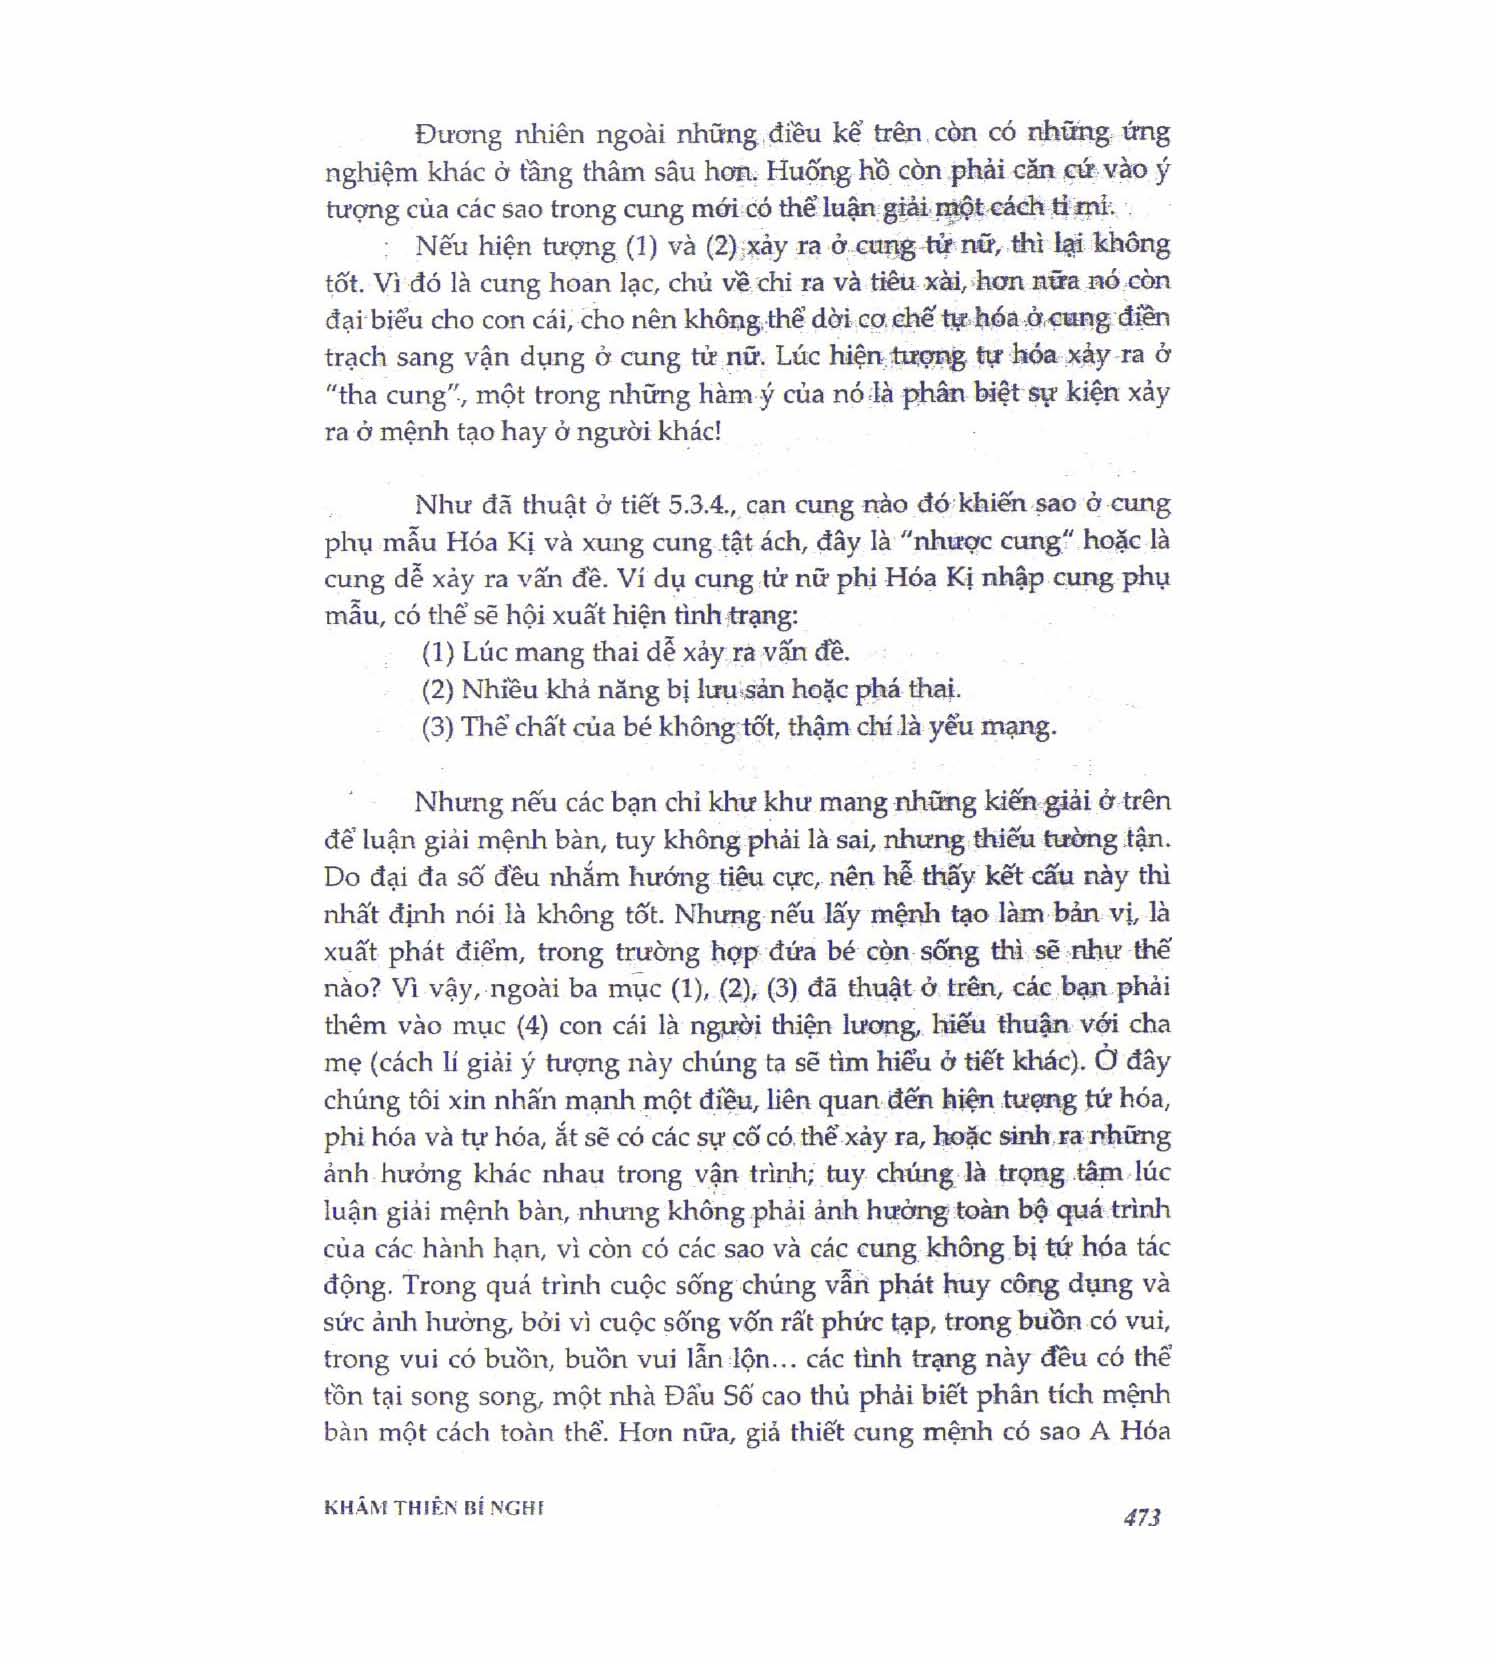 Đương nhiên ngoài những điều kể trên còn có những ứng
nghiệm khác ở tầng thâm sâu hơn. Huống hồ còn phải căn cứ vào ý
tượng của các sao trong cung mới có thể luận giải một cách tỉ mỉ.
Nếu hiện tượng (1) và (2) xảy ra ở cung tử nữ, thì lại không
tốt. Vì đó là cung hoan lạc, chủ về chi ra và tiêu xài, hơn nữa nó còn
đại biểu cho con cái, cho nên không thể dời cơ chế tự hóa ở cung điền
trạch sang vận dụng ở cung tử nữ. Lúc hiện tượng tự hóa xảy ra ở
"tha cung", một trong những hàm ý của nó là phân biệt sự kiện xảy
ra ở mệnh tạo hay ở người khác!
Như đã thuật ở tiết 5.3.4., can cung nào đó khiến sao ở cung
phụ mẫu Hóa Kị và xung cung tật ách, đây là "nhược cung" hoặc là
cung dễ xảy ra vấn đề. Ví dụ cung tử nữ phi Hóa Kị nhập cung phụ
mẫu, có thể sẽ hội xuất hiện tình trạng:
(1) Lúc mang thai dễ xảy ra vấn đề.
(2) Nhiều khả năng bị lưu sản hoặc phá thai.
(3) Thể chất của bé không tốt, thậm chí là yểu mạng.
Nhưng nếu các bạn chỉ khư khư mang những kiến giải ở trên
để luận giải mệnh bàn, tuy không phải là sai, nhưng thiếu tường tận.
Do đại đa số đều nhắm hướng tiêu cực, nên hễ thấy kết cấu này thì
nhất định nói là không tốt. Nhưng nếu lấy mệnh tạo làm bản vị, là
xuất phát điểm, trong trường hợp đứa bé còn sống thì sẽ như thế
nào? Vì vậy, ngoài ba mục (1), (2), (3) đã thuật ở trên, các bạn phải
thêm vào mục (4) con cái là người thiện lương, hiếu thuận với cha
mẹ (cách lí giải ý tượng này chúng ta sẽ tìm hiểu ở tiết khác). Ở đây
chúng tôi xin nhấn mạnh một điều, liên quan đến hiện tượng tứ hóa,
phi hóa và tự hóa, ắt sẽ có các sự cố có thể xảy ra, hoặc sinh ra những
ảnh hưởng khác nhau trong vận trình; tuy chúng là trọng tâm lúc
luận giải mệnh bàn, nhưng không phải ảnh hưởng toàn bộ quá trình
của các hành hạn, vì còn có các sao và các cung không bị tứ hóa tác
động. Trong quá trình cuộc sống chúng vẫn phát huy công dụng và
sức ảnh hưởng, bởi vì cuộc sống vốn rất phức tạp, trong buồn có vui,
trong vui có buồn, buồn vui lẫn lộn... các tình trạng này đều có thể
tồn tại song song, một nhà Đẩu Số cao thủ phải biết phân tích mệnh
bàn một cách toàn thể. Hơn nữa, giả thiết cung mệnh có sao A Hóa
KHÂM THIÊN BÍ NGHI
473